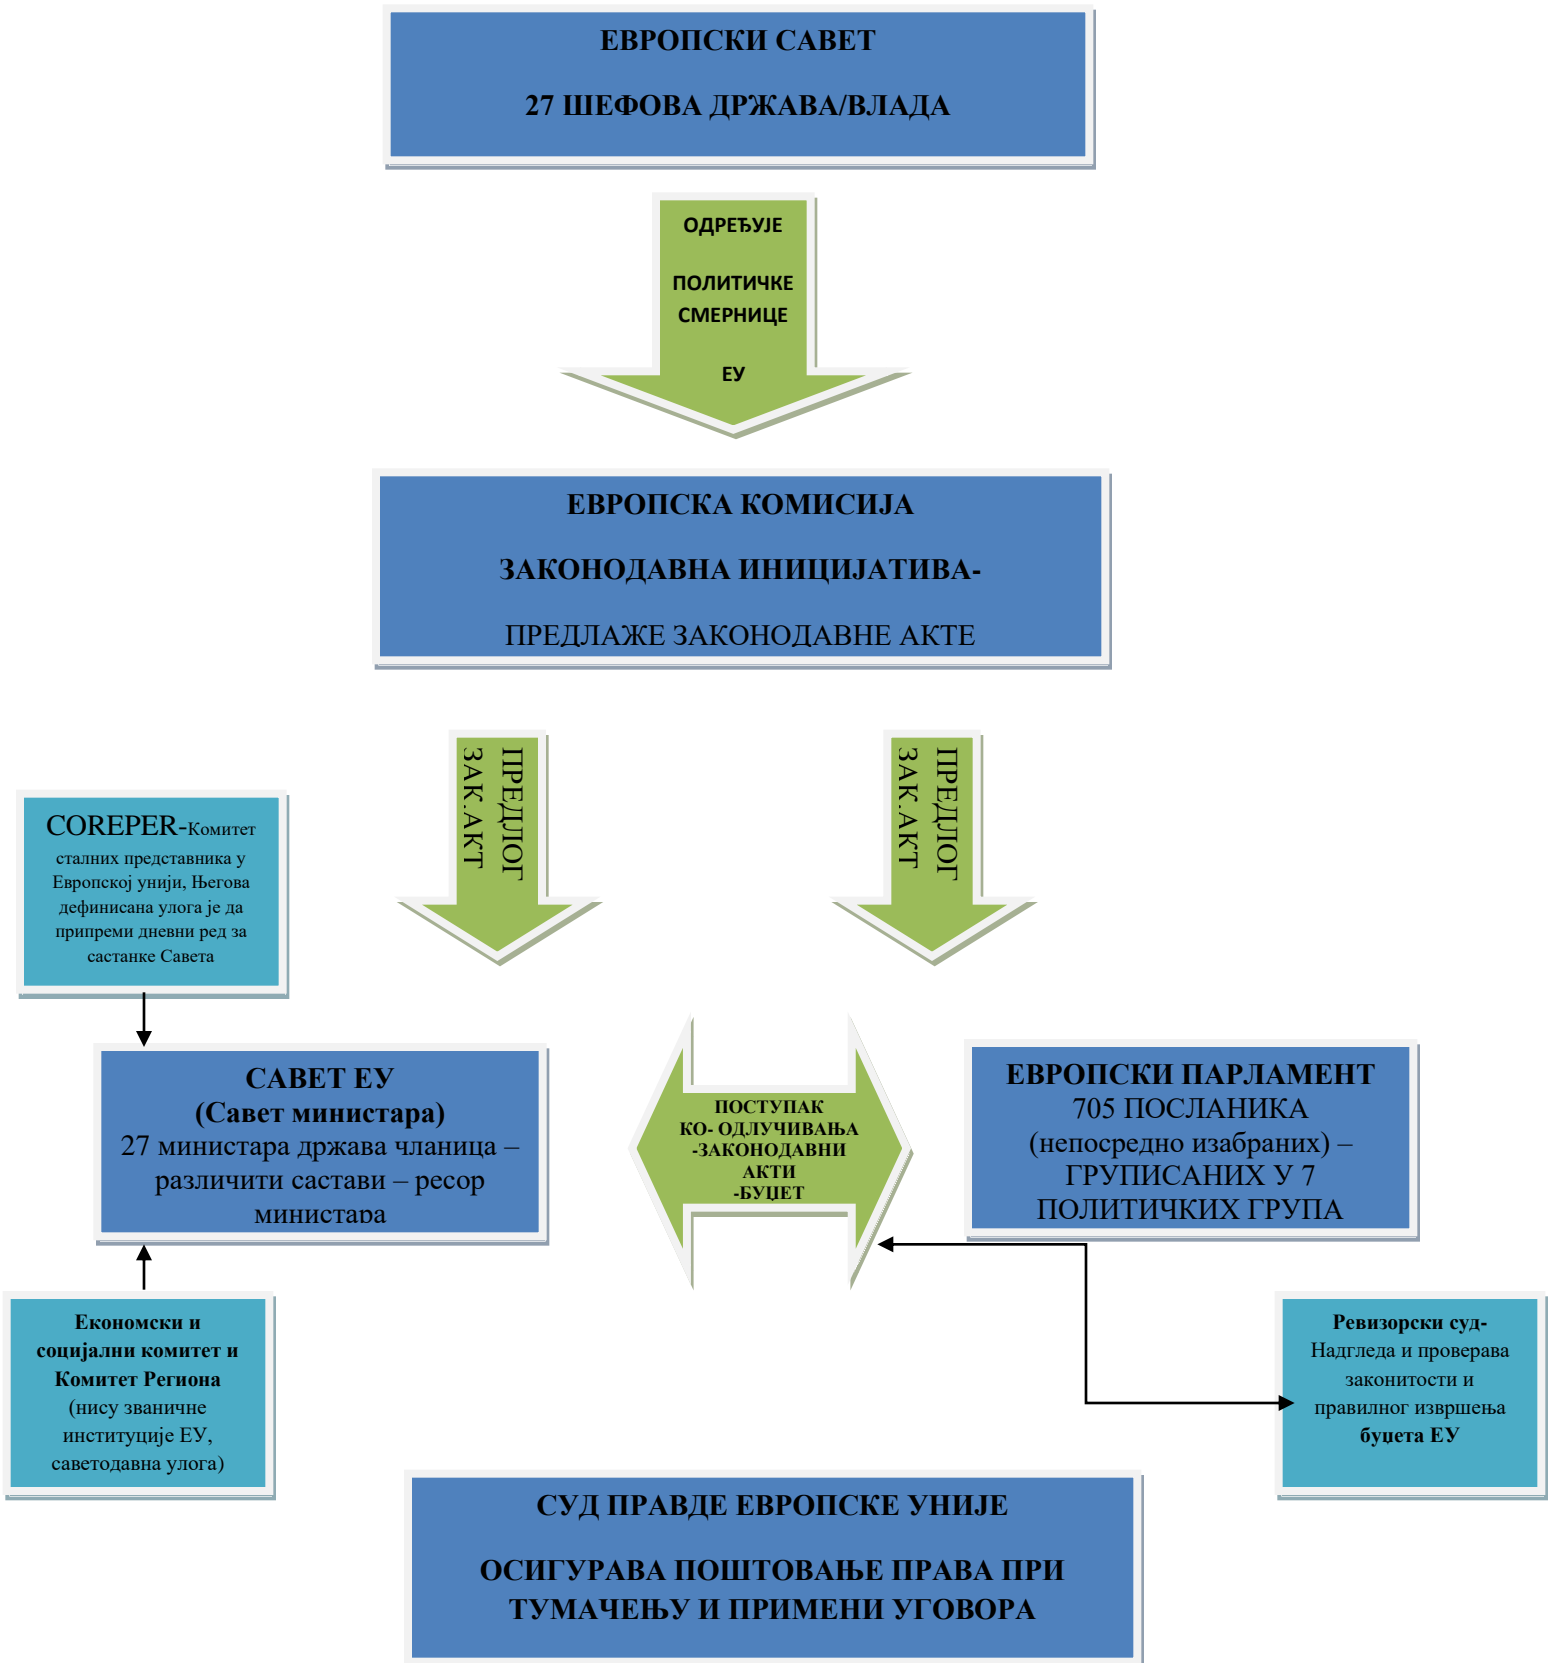 ЕВРОПСКИ САВЕТ
27 ШЕФОВА ДРЖАВА/ВЛАДА
ОДРЕЂУЈЕ
ПОЛИТИЧКЕ
СМЕРНИЦЕ
ЕУ
ЕВРОПСКА КОМИСИЈА
ЗАКОНОДАВНА ИНИЦИЈАТИВА-
ПРЕДЛАЖЕ ЗАКОНОДАВНЕ АКТЕ
ПРЕДЛОГ
ЗАК.АКТ
ПРЕДЛОГ
ЗАК.АКТ
COREPER-Комитет
сталних представника у
Европској унији, Његова
дефинисана улога је да
припреми дневни ред за
састанке Савета
САВЕТ ЕУ
(Савет министара)
27 министара држава чланица –
различити састави – ресор
министара
ПОСТУПАК
КО- ОДЛУЧИВАЊА
-ЗАКОНОДАВНИ
АКТИ
-БУЏЕТ
ЕВРОПСКИ ПАРЛАМЕНТ
705 ПОСЛАНИКА
(непосредно изабраних) –
ГРУПИСАНИХ У 7
ПОЛИТИЧКИХ ГРУПА
Економски и
социјални комитет и
Комитет Региона
(нису званичне
институције ЕУ,
саветодавна улога)
Ревизорски суд-
Надгледа и проверава
законитости и
правилног извршења
буџета ЕУ
СУД ПРАВДЕ ЕВРОПСКЕ УНИЈЕ
ОСИГУРАВА ПОШТОВАЊЕ ПРАВА ПРИ
ТУМАЧЕЊУ И ПРИМЕНИ УГОВОРА